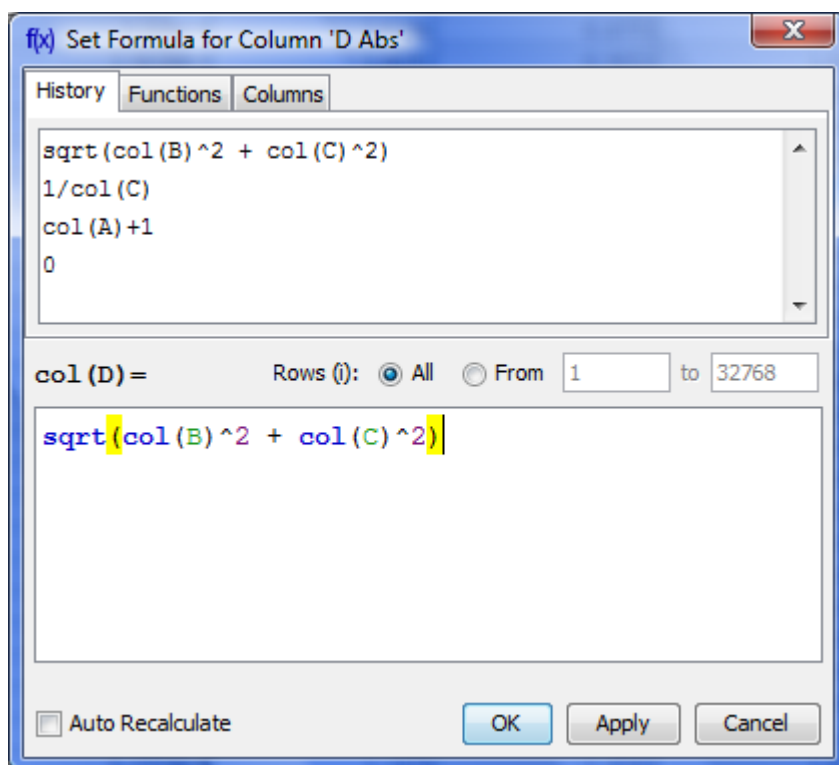 f(x) Set Formula for Column 'D Abs'
History Functions Columns
sqrt(col(B)^2 + col(C)^2)
1/col(C)
col(A)+1
0
col(D)= Rows (i): All From 1 to 32768
sqrt(col(B)^2 + col(C)^2)
Auto Recalculate OK Apply Cancel